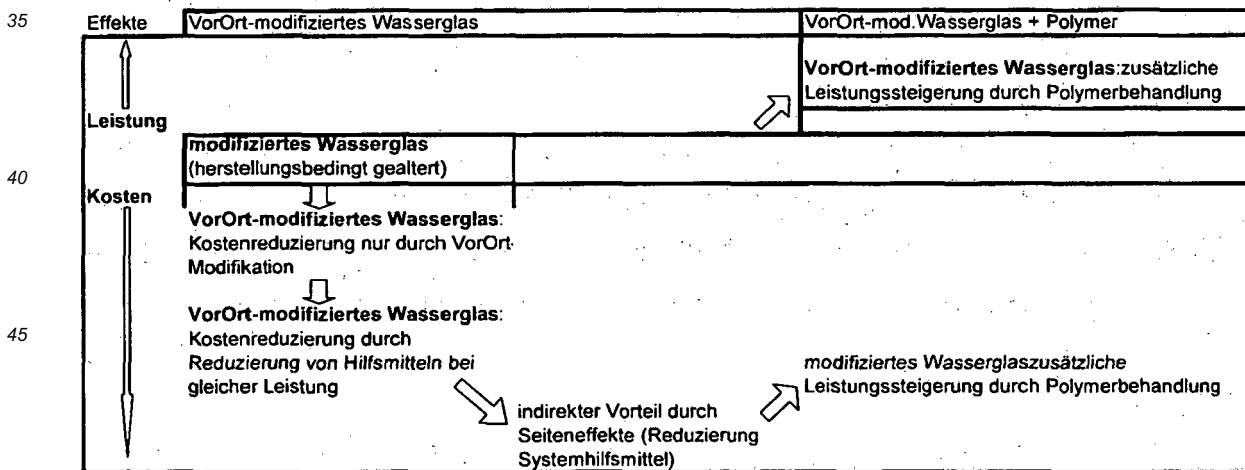 35
Effekte VorOrt-modifiziertes Wasserglas VorOrt-mod.Wasserglas + Polymer
VorOrt-modifiziertes Wasserglas:zusätzliche
Leistungssteigerung durch Polymerbehandlung
Leistung
modifiziertes Wasserglas
(herstellungsbedingt gealtert)
40
Kosten
VorOrt-modifiziertes Wasserglas:
Kostenreduzierung nur durch VorOrt-
Modifikation
VorOrt-modifiziertes Wasserglas:
45
Kostenreduzierung durch
Reduzierung von Hilfsmitteln bei
gleicher Leistung
modifiziertes Wasserglaszusätzliche
Leistungssteigerung durch Polymerbehandlung
indirekter Vorteil durch
Seiteneffekte (Reduzierung
Systemhilfsmittel)